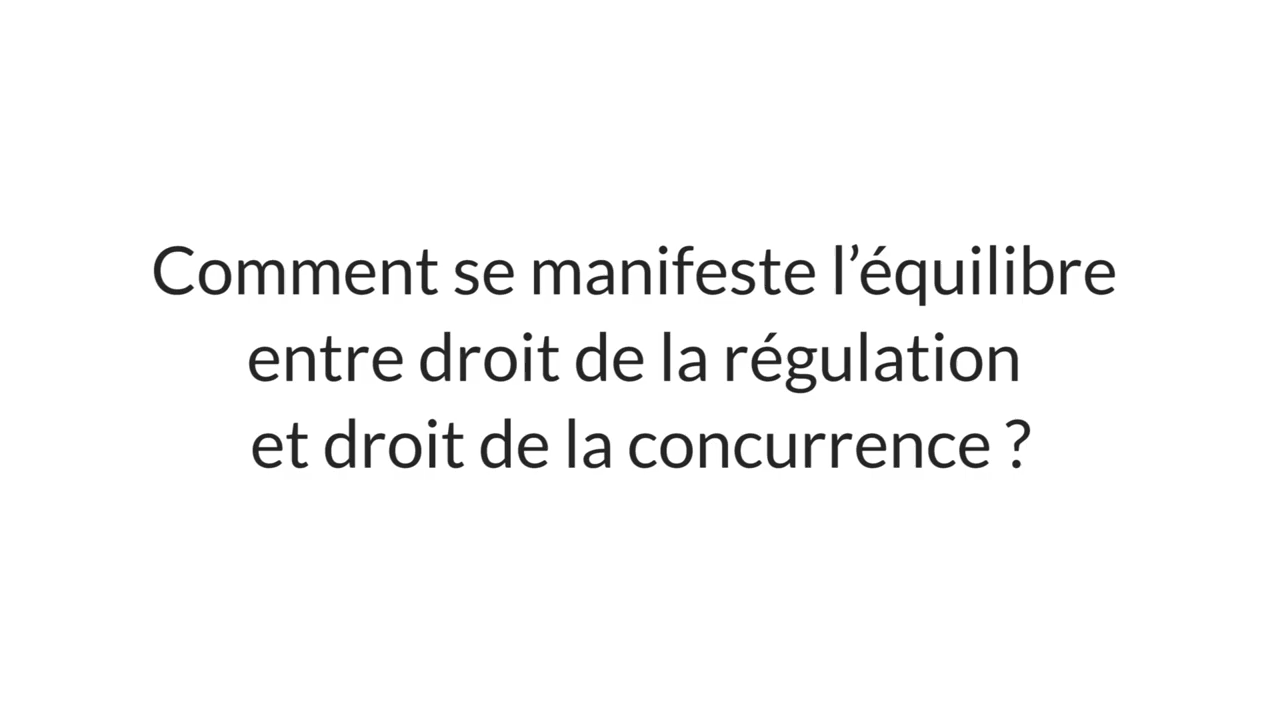 Comment se manifeste l’équilibre
entre droit de la régulation
et droit de la concurrence ?